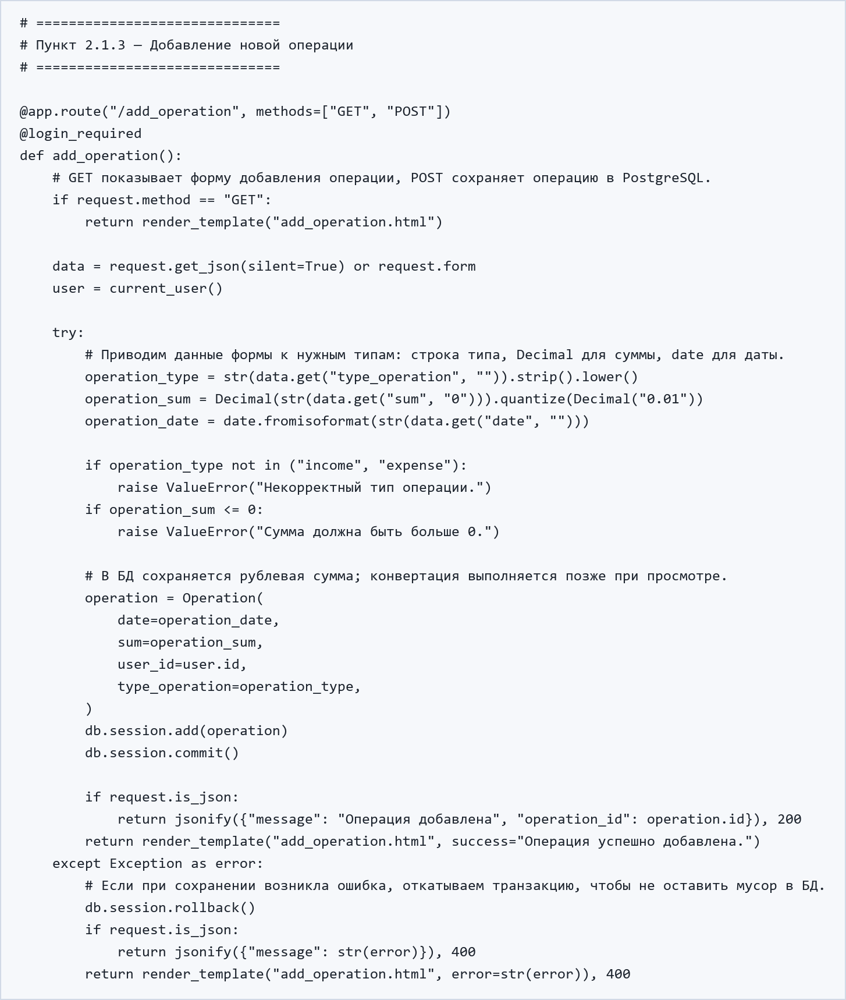 # ==============================
# Пункт 2.1.3 — Добавление новой операции
# ==============================

@app.route("/add_operation", methods=["GET", "POST"])
@login_required
def add_operation():
    # GET показывает форму добавления операции, POST сохраняет операцию в PostgreSQL.
    if request.method == "GET":
        return render_template("add_operation.html")

    data = request.get_json(silent=True) or request.form
    user = current_user()

    try:
        # Приводим данные формы к нужным типам: строка типа, Decimal для суммы, date для даты.
        operation_type = str(data.get("type_operation", "")).strip().lower()
        operation_sum = Decimal(str(data.get("sum", "0"))).quantize(Decimal("0.01"))
        operation_date = date.fromisoformat(str(data.get("date", "")))

        if operation_type not in ("income", "expense"):
            raise ValueError("Некорректный тип операции.")
        if operation_sum <= 0:
            raise ValueError("Сумма должна быть больше 0.")

        # В БД сохраняется рублевая сумма; конвертация выполняется позже при просмотре.
        operation = Operation(
            date=operation_date,
            sum=operation_sum,
            user_id=user.id,
            type_operation=operation_type,
        )
        db.session.add(operation)
        db.session.commit()

        if request.is_json:
            return jsonify({"message": "Операция добавлена", "operation_id": operation.id}), 200
        return render_template("add_operation.html", success="Операция успешно добавлена.")
    except Exception as error:
        # Если при сохранении возникла ошибка, откатываем транзакцию, чтобы не оставить мусор в БД.
        db.session.rollback()
        if request.is_json:
            return jsonify({"message": str(error)}), 400
        return render_template("add_operation.html", error=str(error)), 400